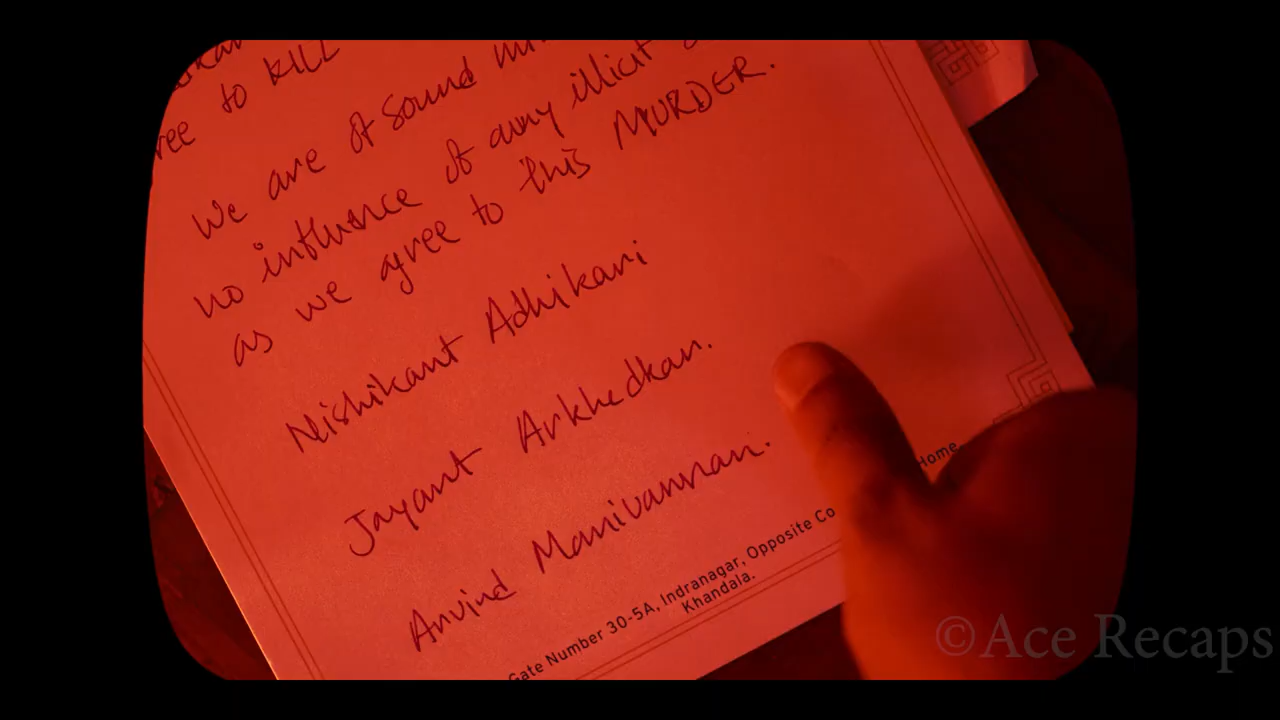 ree to KILL
We are of sound
no influence of any illicit
as we agree to this MURDER.
Nishikant Adhikari
Jayant Arkhedkar.
Arvind Manivannan.
Home
Gate Number 30-5A, Indranagar, Opposite Co
Khandala.
©Ace Recaps